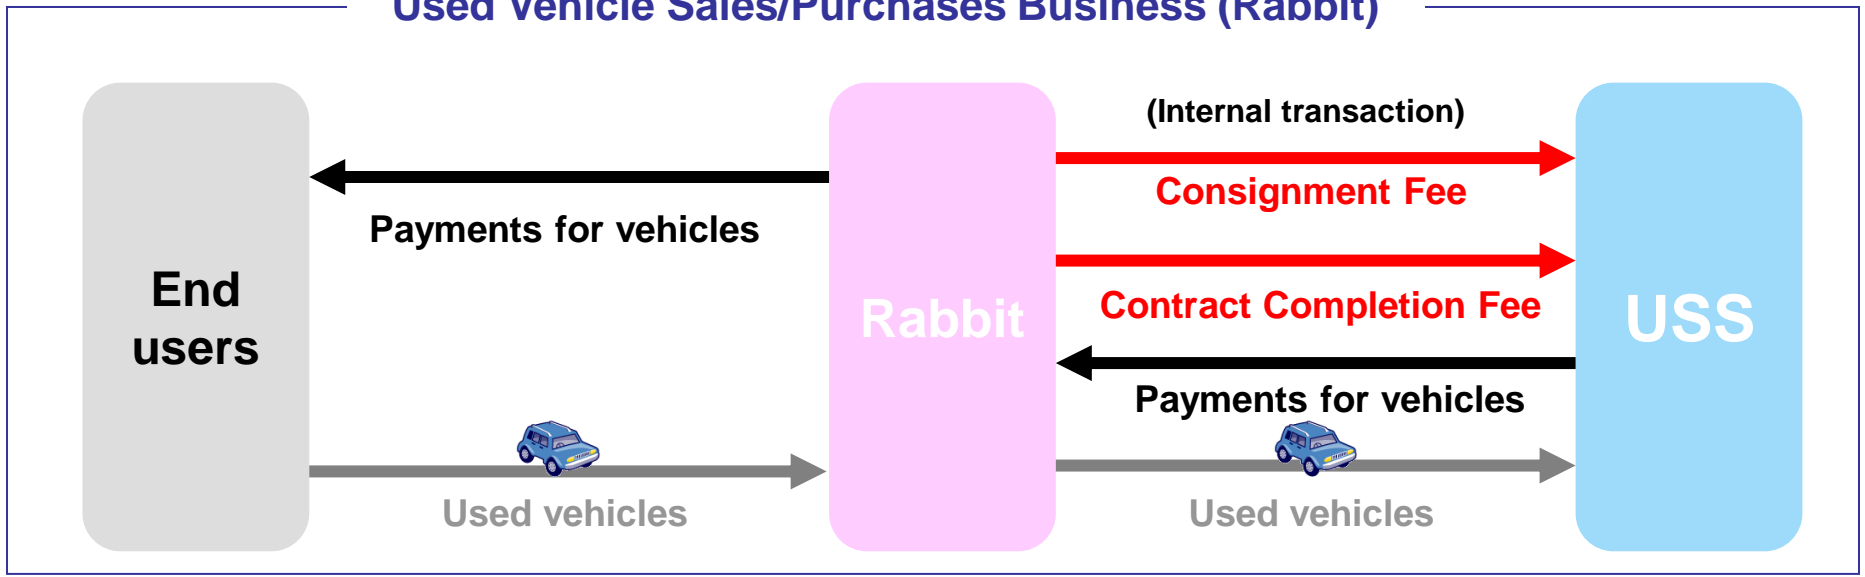 Used Vehicle Sales/Purchases Business (Rabbit)
(Internal transaction)
Consignment Fee
Payments for vehicles
End
users
Rabbit
Contract Completion Fee
USS
Payments for vehicles
Used vehicles
Used vehicles